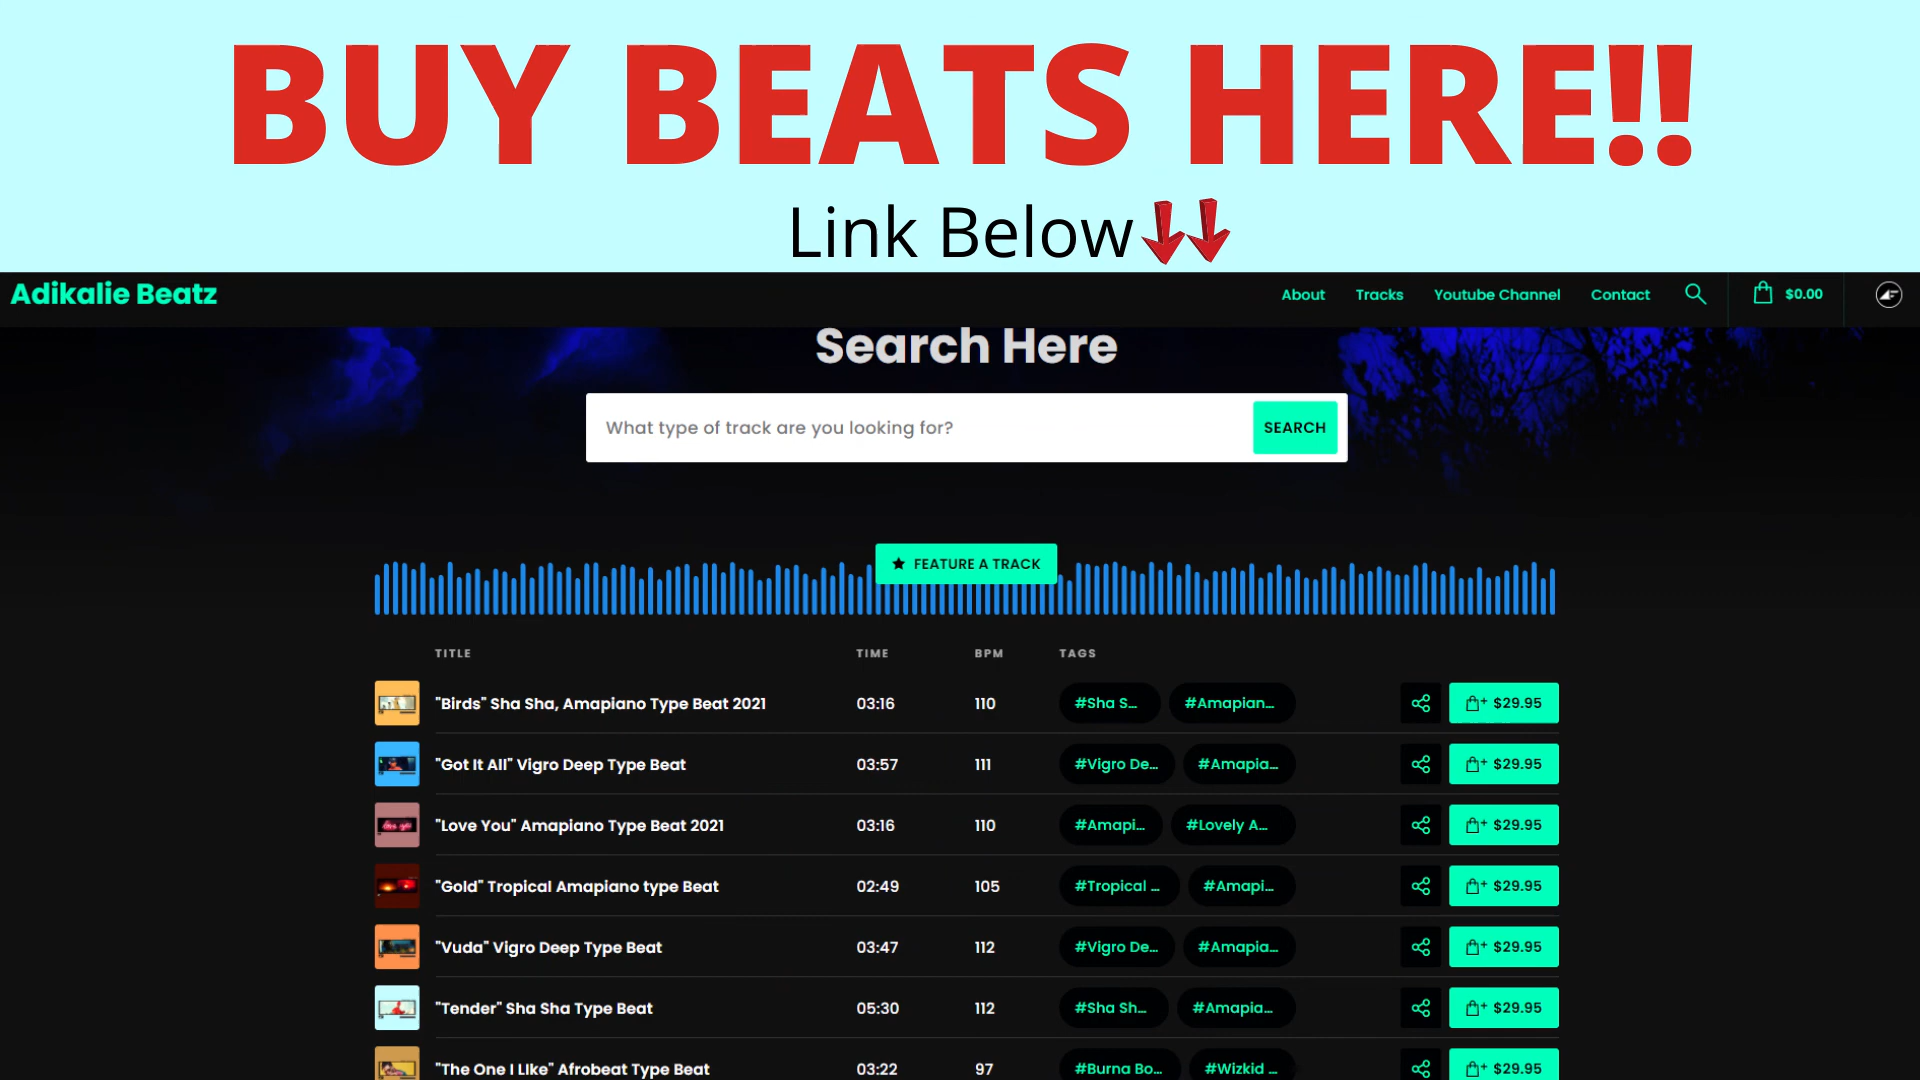 BUY BEATS HERE!!
Link Below
Adikalie Beatz About Tracks Youtube Channel Contact $0.00
Search Here
What type of track are you looking for? SEARCH
FEATURE A TRACK
TITLE TIME BPM TAGS
"Birds" Sha Sha, Amapiano Type Beat 2021 03:16 110 #Sha S... #Amapian... $29.95
"Got It All" Vigro Deep Type Beat 03:57 111 #Vigro De... #Amapia... $29.95
"Love You" Amapiano Type Beat 2021 03:16 110 #Amapi... #Lovely A... $29.95
"Gold" Tropical Amapiano type Beat 02:49 105 #Tropical ... #Amapi... $29.95
"Vuda" Vigro Deep Type Beat 03:47 112 #Vigro De... #Amapia... $29.95
"Tender" Sha Sha Type Beat 05:30 112 #Sha Sh... #Amapia... $29.95
"The One I LIke" Afrobeat Type Beat 03:22 97 #Burna Bo... #Wizkid ... $29.95